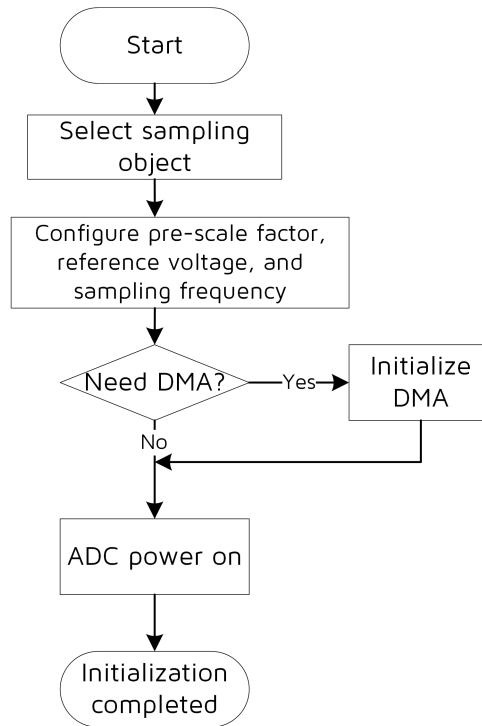 Start
Select sampling
object
Configure pre-scale factor,
reference voltage, and
sampling frequency
Need DMA?
Yes
Initialize
DMA
No
ADC power on
Initialization
completed